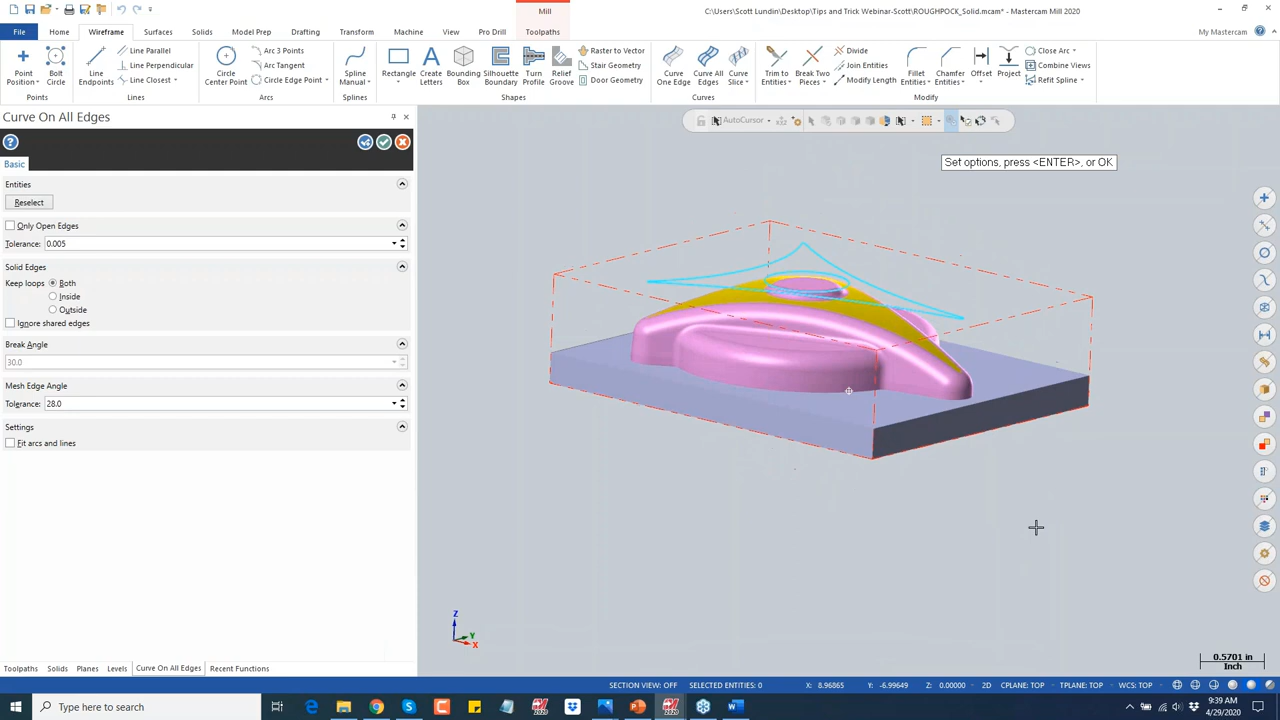 Mill
C:\Users\Scott Lundin\Desktop\Tips and Trick Webinar-Scott\ROUGHPOCK_Solid.mcam* - Mastercam Mill 2020
File Home Wireframe Surfaces Solids Model Prep Drafting Transform Machine View Pro Drill Toolpaths My Mastercam
Point Position
Bolt Circle
Points
Line Endpoints
Line Parallel
Line Perpendicular
Line Closest
Lines
Circle Center Point
Arc 3 Points
Arc Tangent
Circle Edge Point
Arcs
Spline Manual
Splines
Rectangle
Create Letters
Bounding Box
Silhouette Boundary
Turn Profile
Relief Groove
Raster to Vector
Stair Geometry
Door Geometry
Shapes
Curve One Edge
Curve All Edges
Curve Slice
Curves
Trim to Entities
Break Two Pieces
Divide
Join Entities
Modify Length
Fillet Entities
Chamfer Entities
Offset
Project
Close Arc
Combine Views
Refit Spline
Modify
Curve On All Edges
AutoCursor
Basic
Set options, press <ENTER>, or OK
Entities
Reselect
Only Open Edges
Tolerance: 0.005
Solid Edges
Keep loops Both
Inside
Outside
Ignore shared edges
Break Angle
30.0
Mesh Edge Angle
Tolerance: 28.0
Settings
Fit arcs and lines
Z
Y
X
0.5701 in
Inch
Toolpaths Solids Planes Levels Curve On All Edges Recent Functions
SECTION VIEW: OFF SELECTED ENTITIES: 0 X: 8.96865 Y: -6.99649 Z: 0.00000 2D CPLANE: TOP TPLANE: TOP WCS: TOP
Type here to search
9:39 AM
4/29/2020